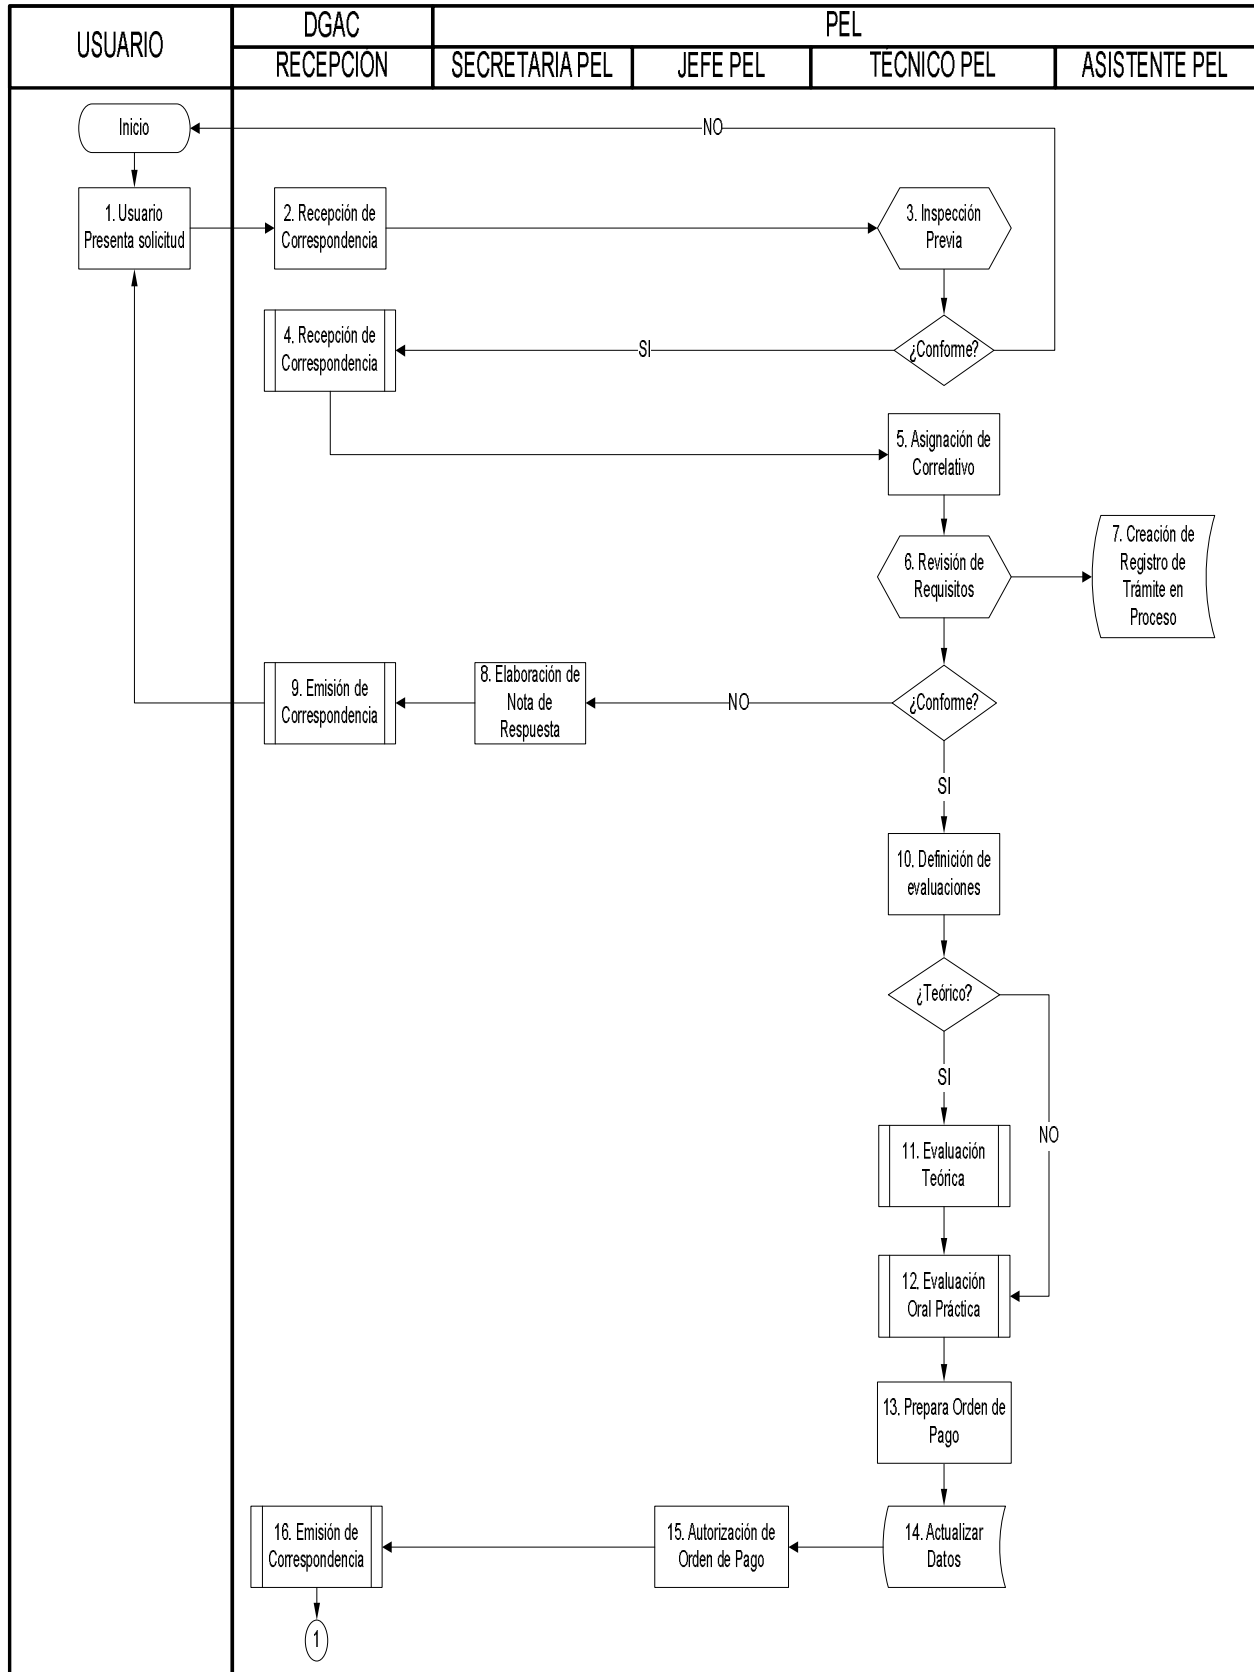 USUARIO
DGAC
PEL
RECEPCIÓN
SECRETARIA PEL
JEFE PEL
TÉCNICO PEL
ASISTENTE PEL
Inicio
NO
1. Usuario
Presenta solicitud
2. Recepción de
Correspondencia
3. Inspección
Previa
4. Recepción de
Correspondencia
SI
¿Conforme?
5. Asignación de
Correlativo
6. Revisión de
Requisitos
7. Creación de
Registro de
Trámite en
Proceso
9. Emisión de
Correspondencia
8. Elaboración de
Nota de
Respuesta
NO
¿Conforme?
SI
10. Definición de
evaluaciones
¿Teórico?
SI
NO
11. Evaluación
Teórica
12. Evaluación
Oral Práctica
13. Prepara Orden de
Pago
16. Emisión de
Correspondencia
15. Autorización de
Orden de Pago
14. Actualizar
Datos
1